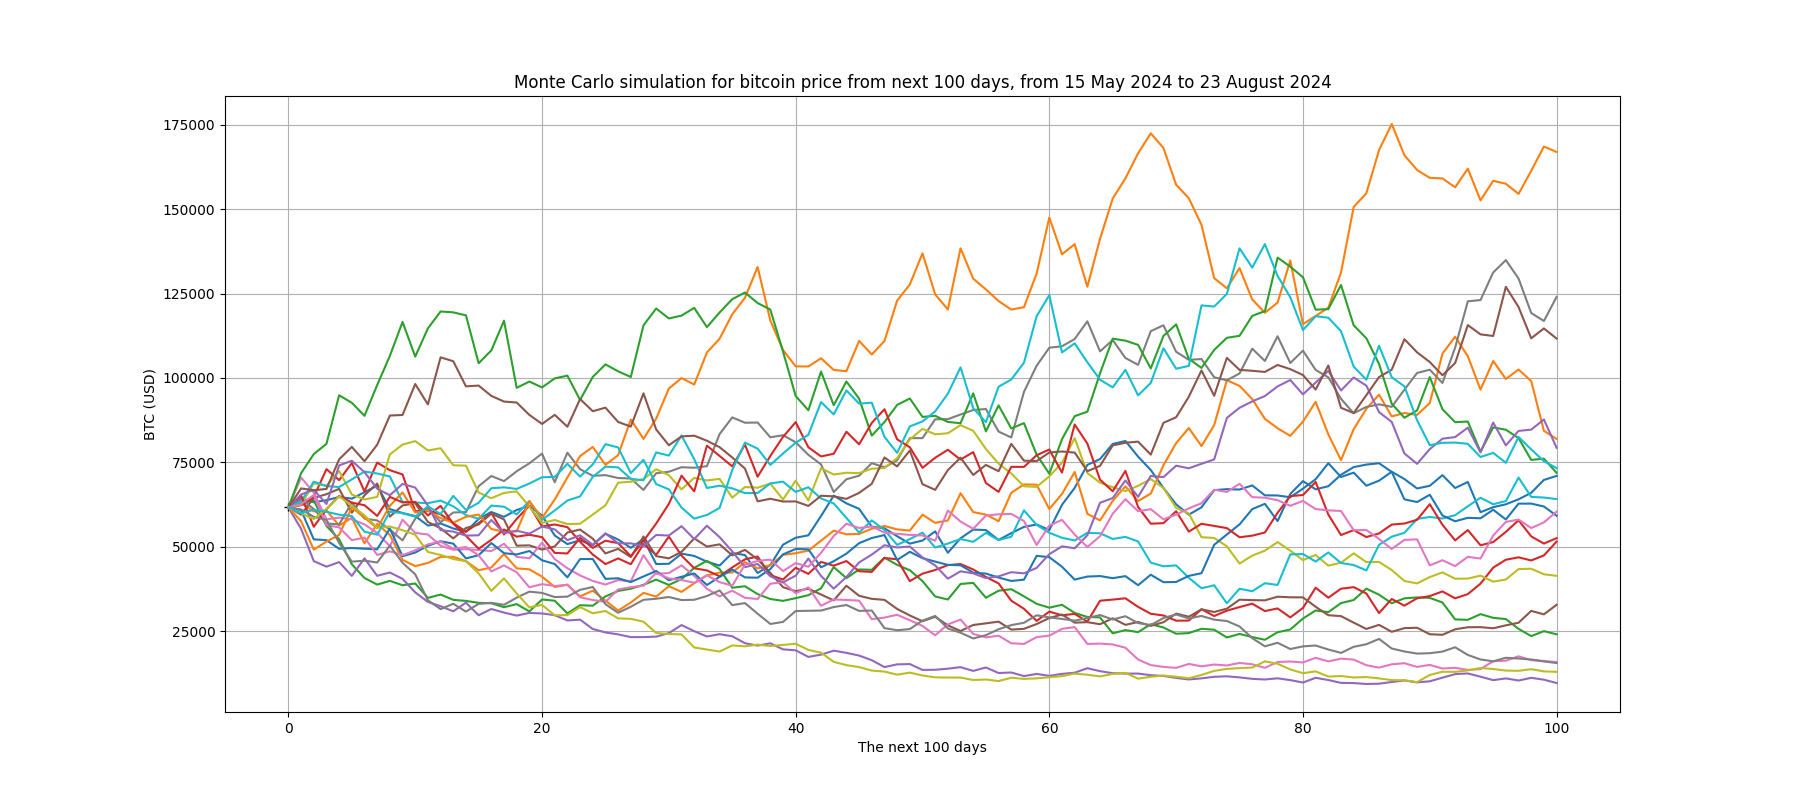 Monte Carlo simulation for bitcoin price from next 100 days, from 15 May 2024 to 23 August 2024
175000
150000
125000
100000
75000
50000
25000
BTC (USD)
0 20 40 60 80 100
The next 100 days